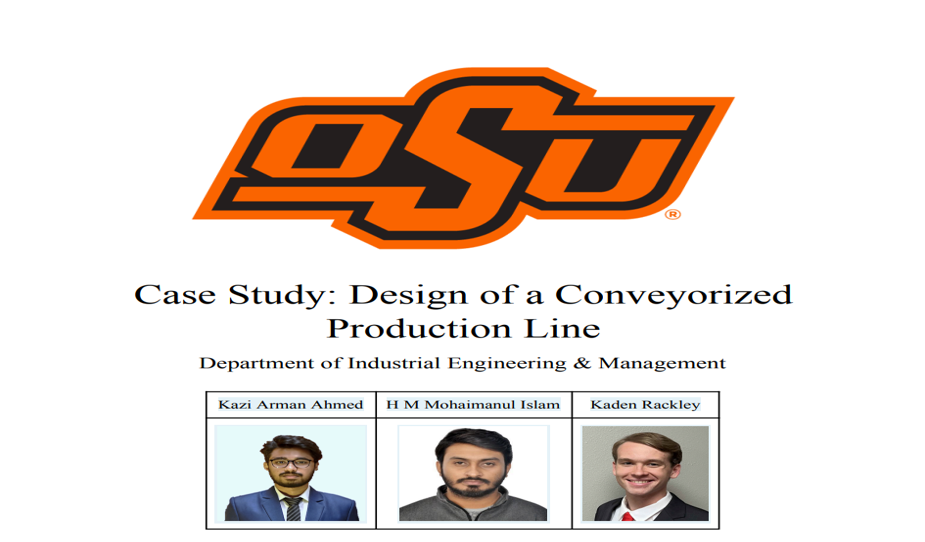 OSU
®
Case Study: Design of a Conveyorized
Production Line
Department of Industrial Engineering & Management
Kazi Arman Ahmed H M Mohaimanul Islam Kaden Rackley